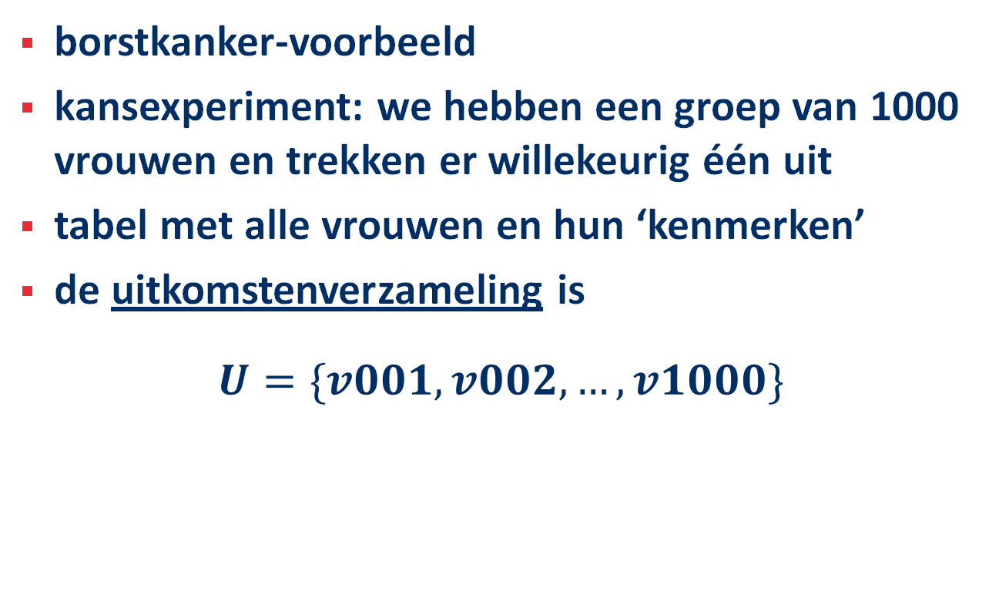 ▪ borstkanker-voorbeeld
▪ kansexperiment: we hebben een groep van 1000
vrouwen en trekken er willekeurig één uit
▪ tabel met alle vrouwen en hun ‘kenmerken’
▪ de uitkomstenverzameling is
U = {v001, v002, … , v1000}